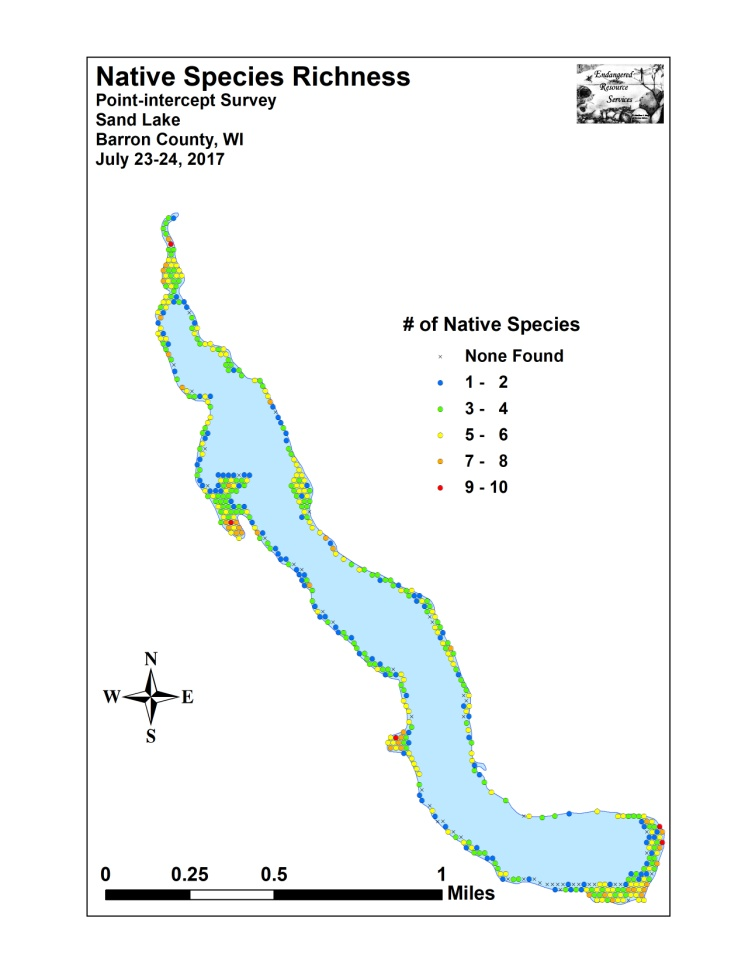 Native Species Richness
Point-intercept Survey
Sand Lake
Barron County, WI
July 23-24, 2017
Endangered
Resource
Services
# of Native Species
None Found
1 - 2
3 - 4
5 - 6
7 - 8
9 - 10
N
W E
S
0 0.25 0.5 1
Miles